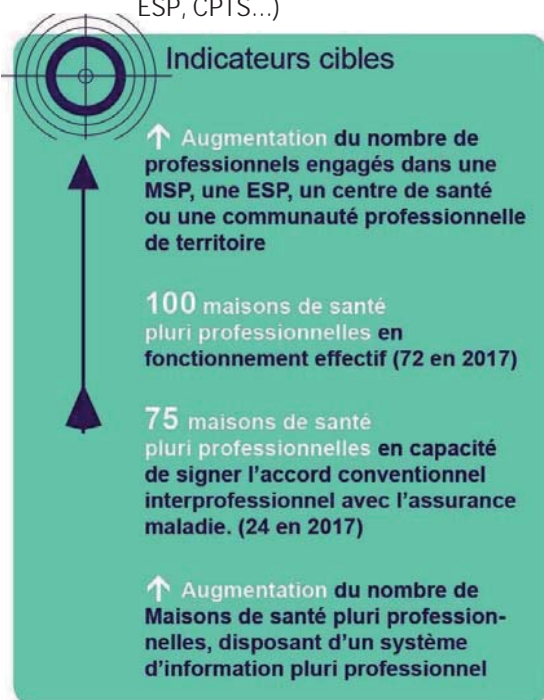 ESP, CPTS...)
Indicateurs cibles
↑ Augmentation du nombre de
professionnels engagés dans une
MSP, une ESP, un centre de santé
ou une communauté professionnelle
de territoire
100 maisons de santé
pluri professionnelles en
fonctionnement effectif (72 en 2017)
75 maisons de santé
pluri professionnelles en capacité
de signer l'accord conventionnel
interprofessionnel avec l'assurance
maladie. (24 en 2017)
↑ Augmentation du nombre de
Maisons de santé pluri profession-
nelles, disposant d'un système
d'information pluri professionnel